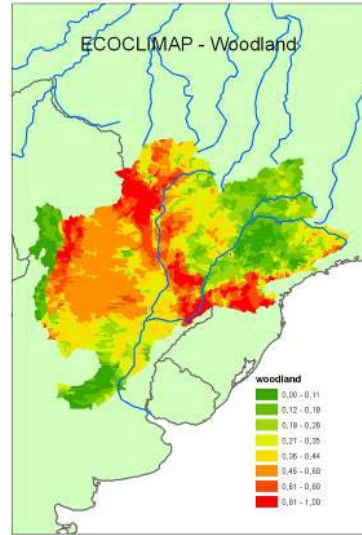 ECOCLIMAP - Woodland
woodland
0,00 - 0,11
0,12 - 0,18
0,19 - 0,26
0,27 - 0,35
0,36 - 0,44
0,45 - 0,60
0,61 - 0,80
0,81 - 1,00